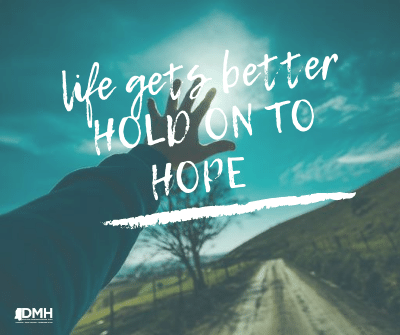 life gets better
HOLD ON TO
HOPE
DMH